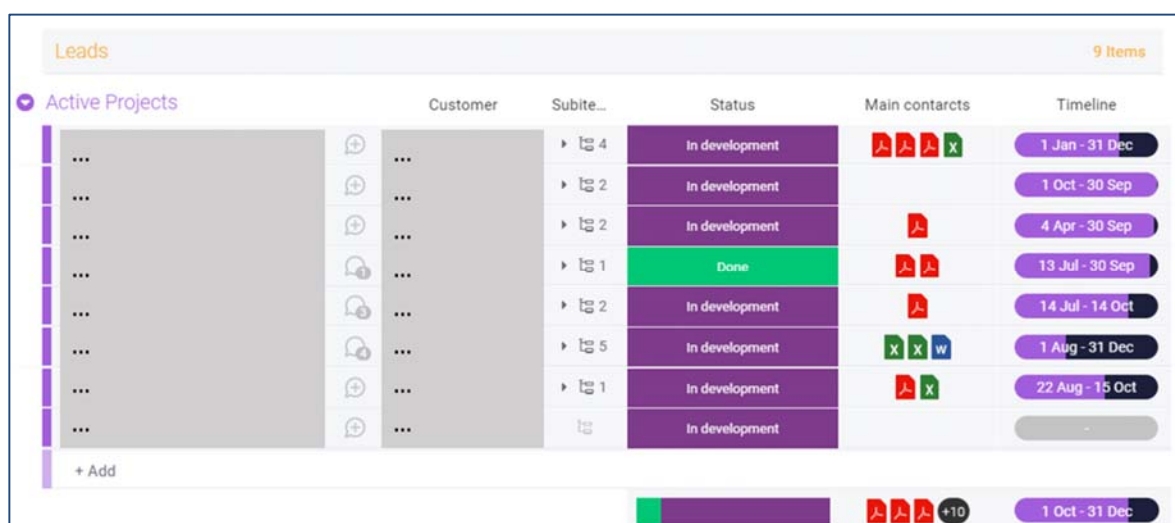 Leads 9 Items
Active Projects Customer Subite... Status Main contarcts Timeline
... ... 4 In development X 1 Jan - 31 Dec
... ... 2 In development 1 Oct - 30 Sep
... ... 2 In development 4 Apr - 30 Sep
... 1 ... 1 Done 13 Jul - 30 Sep
... 3 ... 2 In development 14 Jul - 14 Oct
... 4 ... 5 In development X X W 1 Aug - 31 Dec
... ... 1 In development X 22 Aug - 15 Oct
... ... In development -
+ Add
+10 1 Oct - 31 Dec